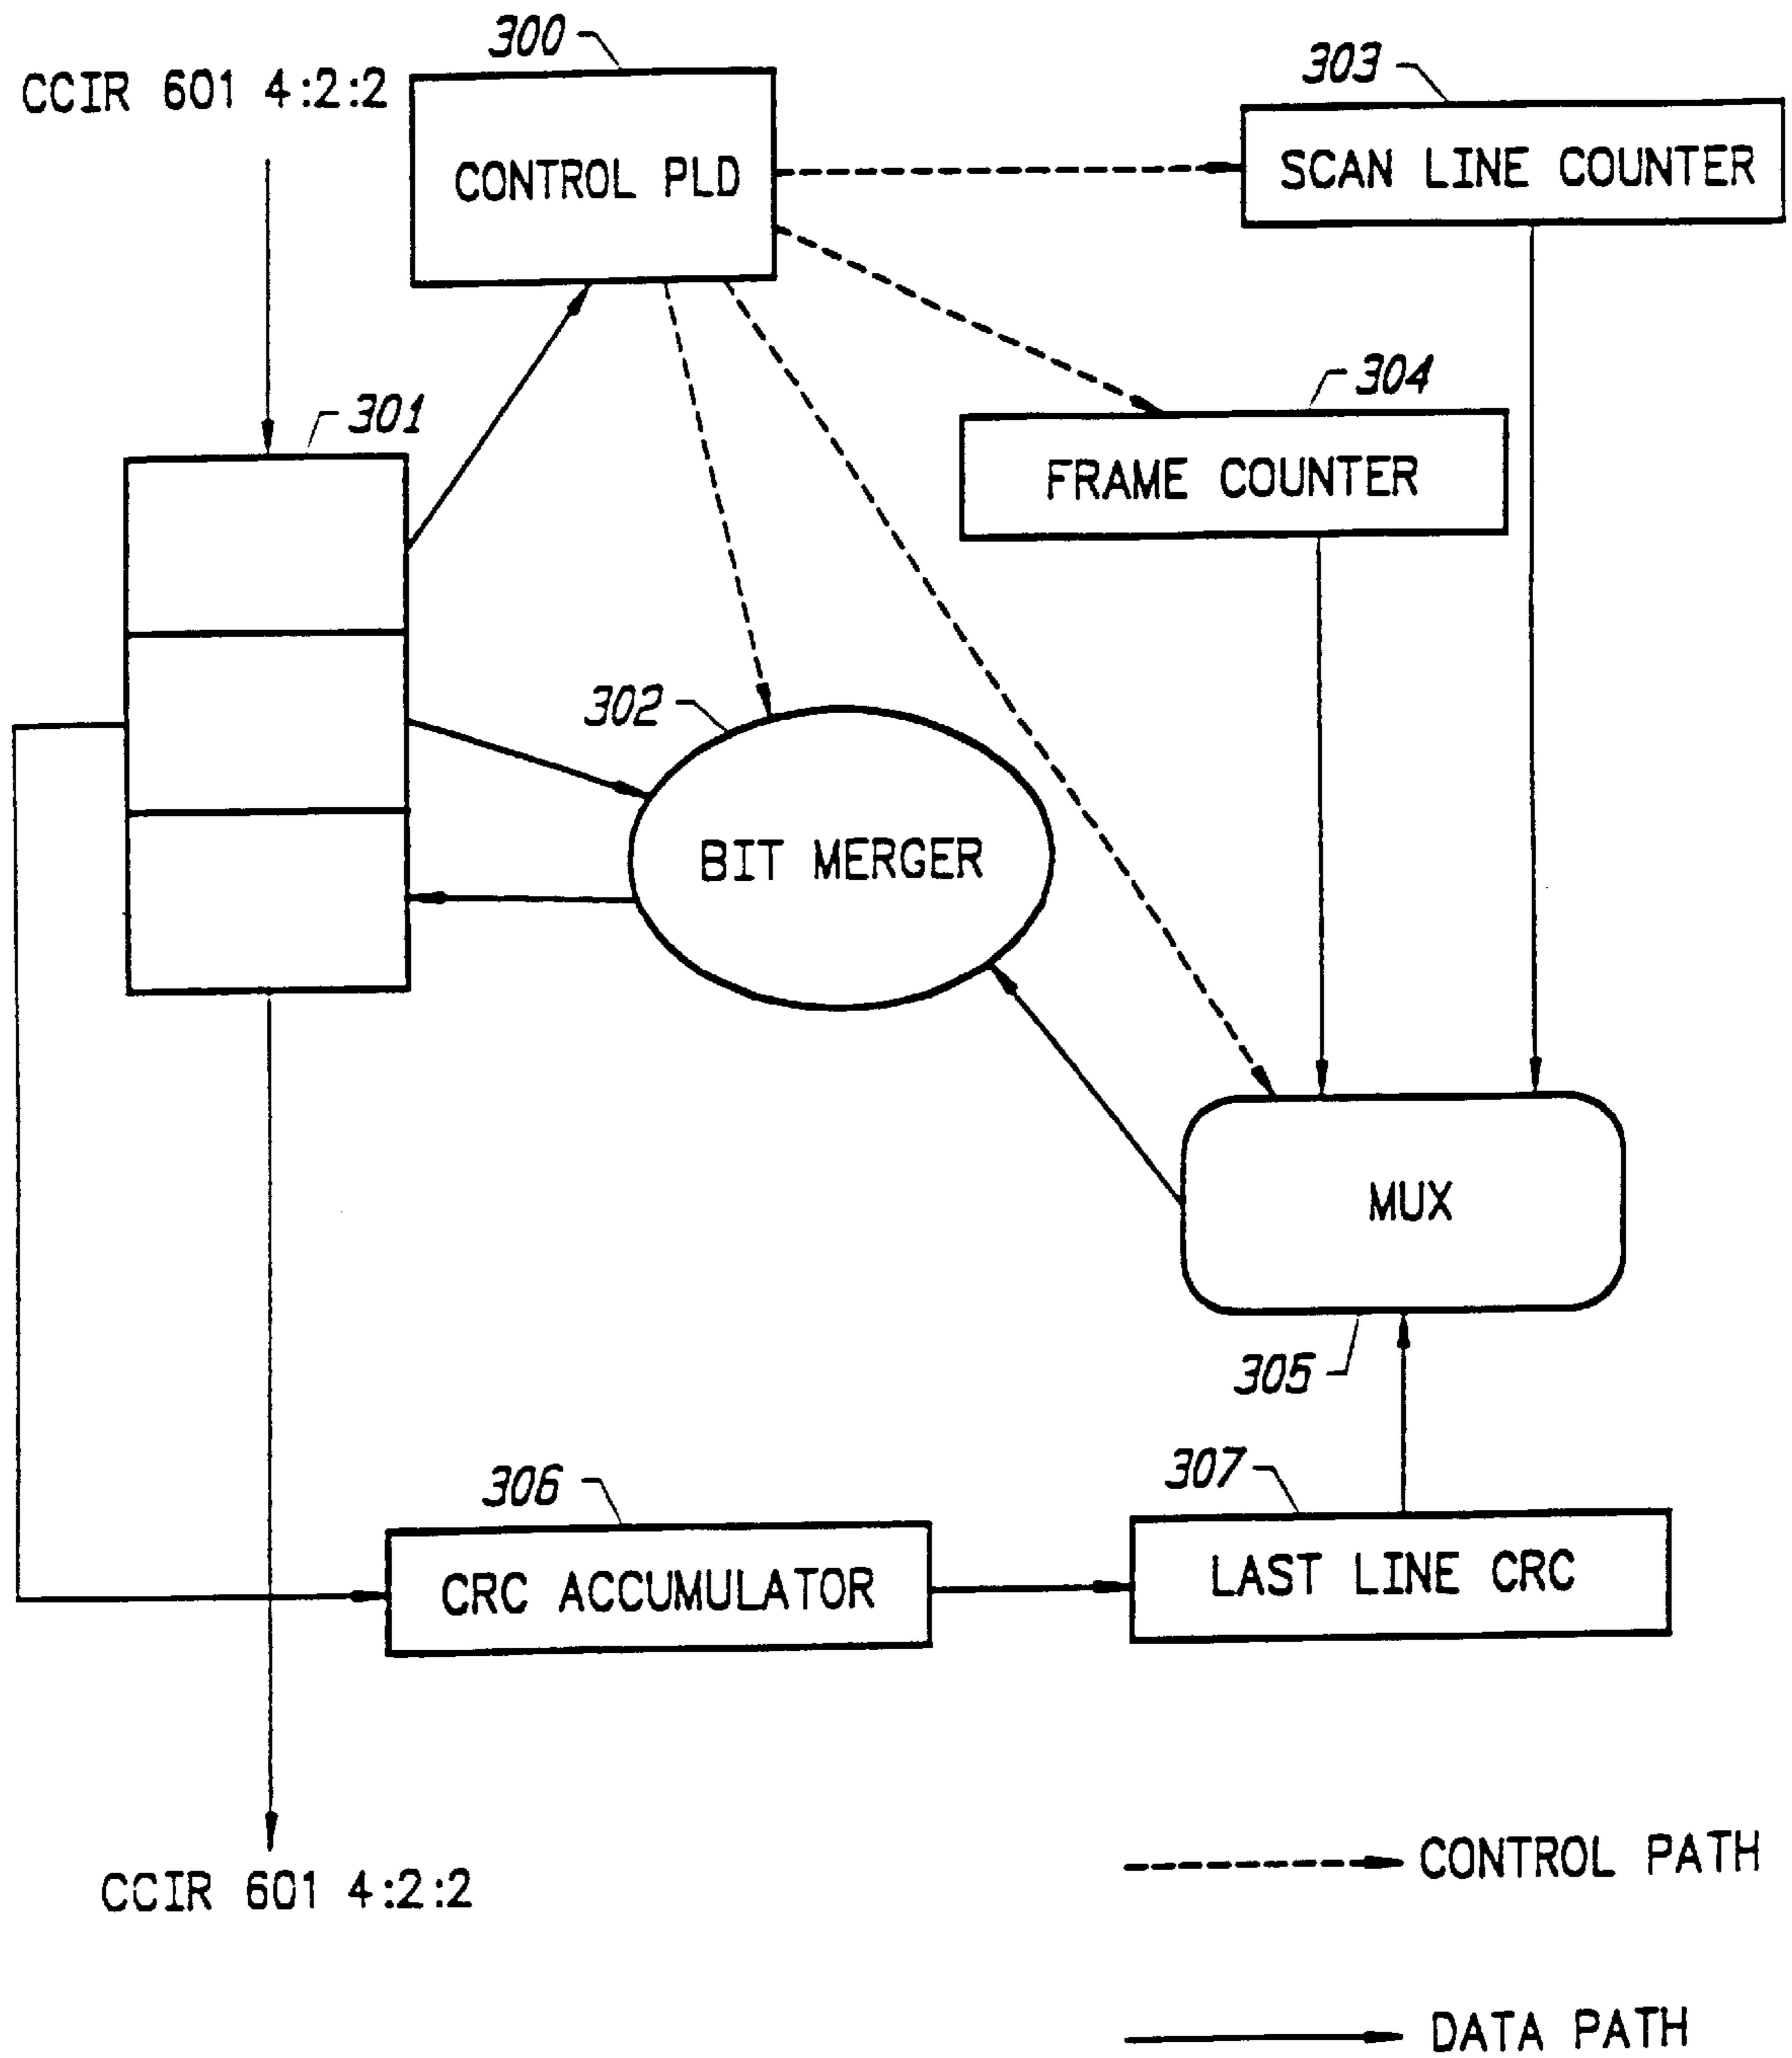 300
303
CCIR 601 4:2:2
CONTROL PLD
SCAN LINE COUNTER
304
301
FRAME COUNTER
302
BIT MERGER
MUX
305
306
307
CRC ACCUMULATOR
LAST LINE CRC
CONTROL PATH
CCIR 601 4:2:2
DATA PATH